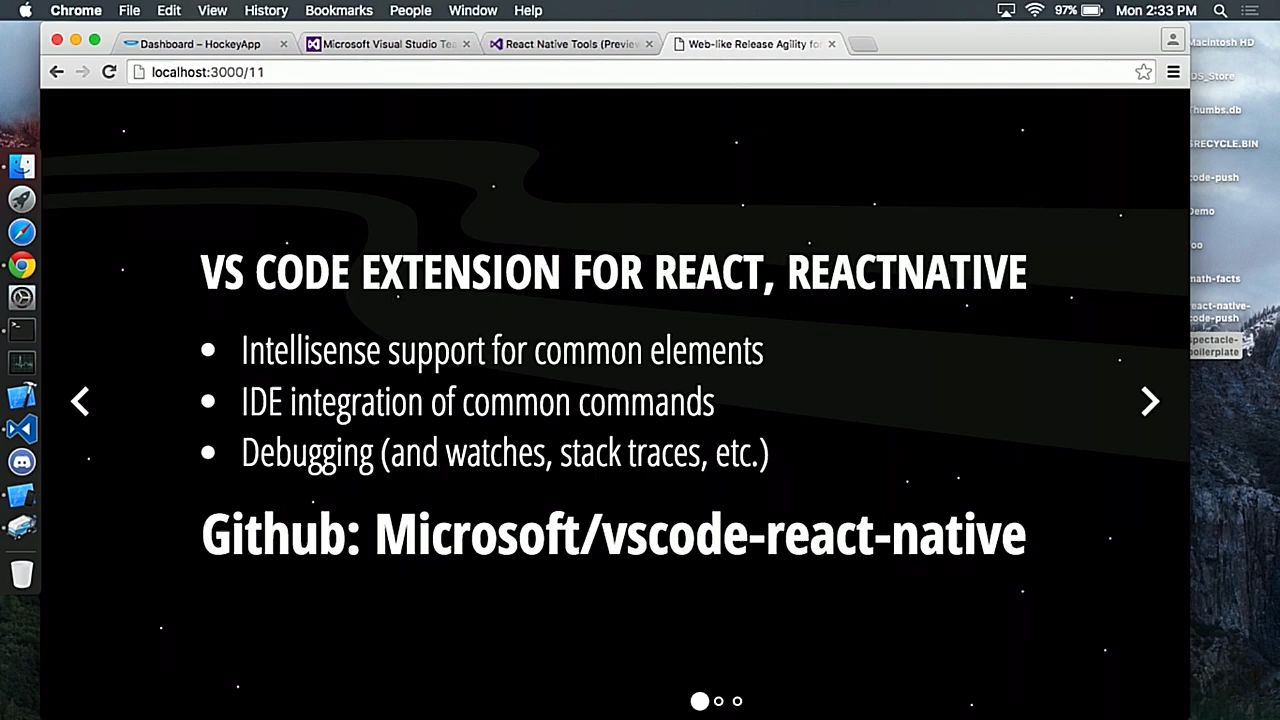 Chrome File Edit View History Bookmarks People Window Help 97% Mon 2:33 PM
Dashboard – HockeyApp Microsoft Visual Studio Tea React Native Tools (Preview Web-like Release Agility for
localhost:3000/11
Macintosh HD
DS_Store
Thumbs.db
$RECYCLE.BIN
code-push
Demo
foo
math-facts
react-native-
code-push
spectacle-
boilerplate
VS CODE EXTENSION FOR REACT, REACTNATIVE
Intellisense support for common elements
IDE integration of common commands
Debugging (and watches, stack traces, etc.)
Github: Microsoft/vscode-react-native